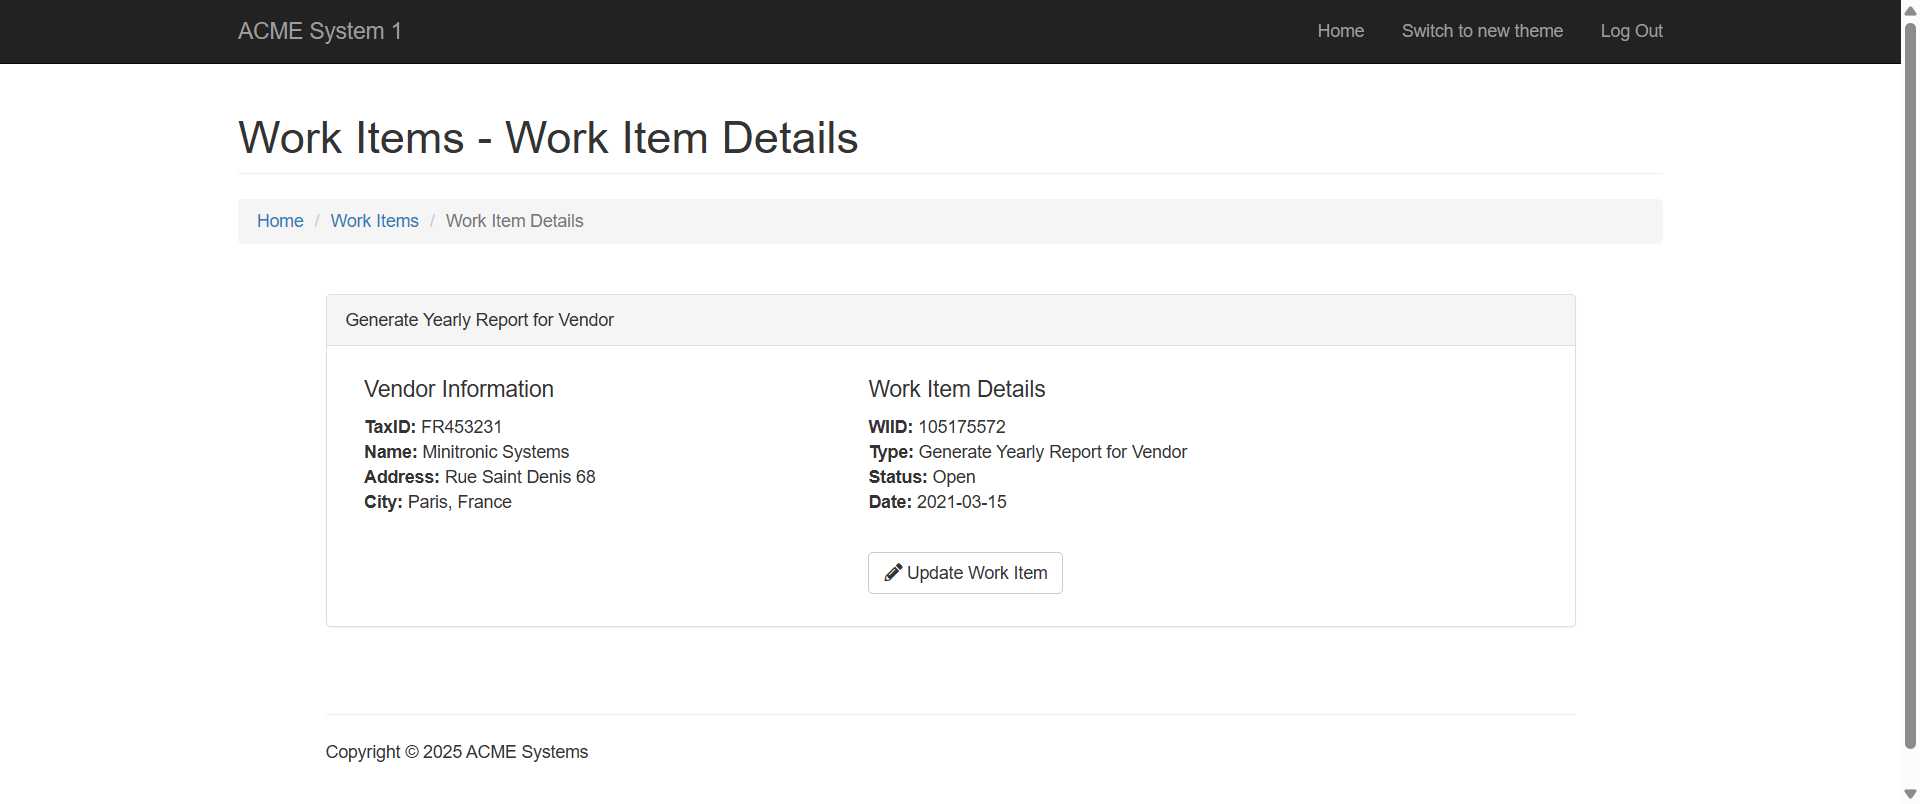 ACME System 1
Home
Switch to new theme
Log Out
Work Items - Work Item Details
Home / Work Items / Work Item Details
Generate Yearly Report for Vendor
Vendor Information
TaxID: FR453231
Name: Minitronic Systems
Address: Rue Saint Denis 68
City: Paris, France
Work Item Details
WIID: 105175572
Type: Generate Yearly Report for Vendor
Status: Open
Date: 2021-03-15
Update Work Item
Copyright © 2025 ACME Systems